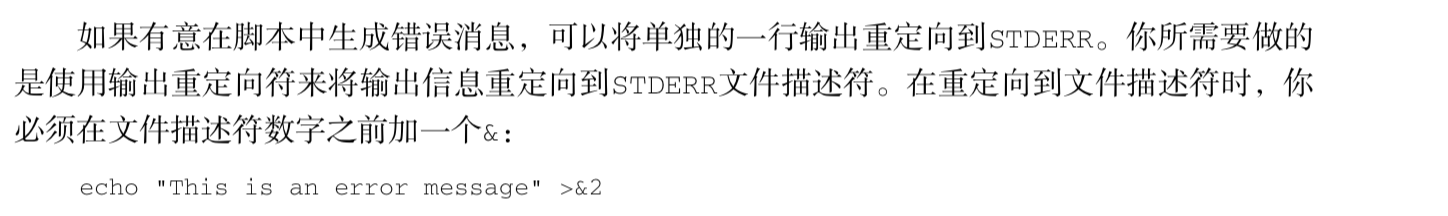 如果有意在脚本中生成错误消息，可以将单独的一行输出重定向到STDERR。你所需要做的
是使用输出重定向符来将输出信息重定向到STDERR文件描述符。在重定向到文件描述符时，你
必须在文件描述符数字之前加一个&：
echo "This is an error message" >&2